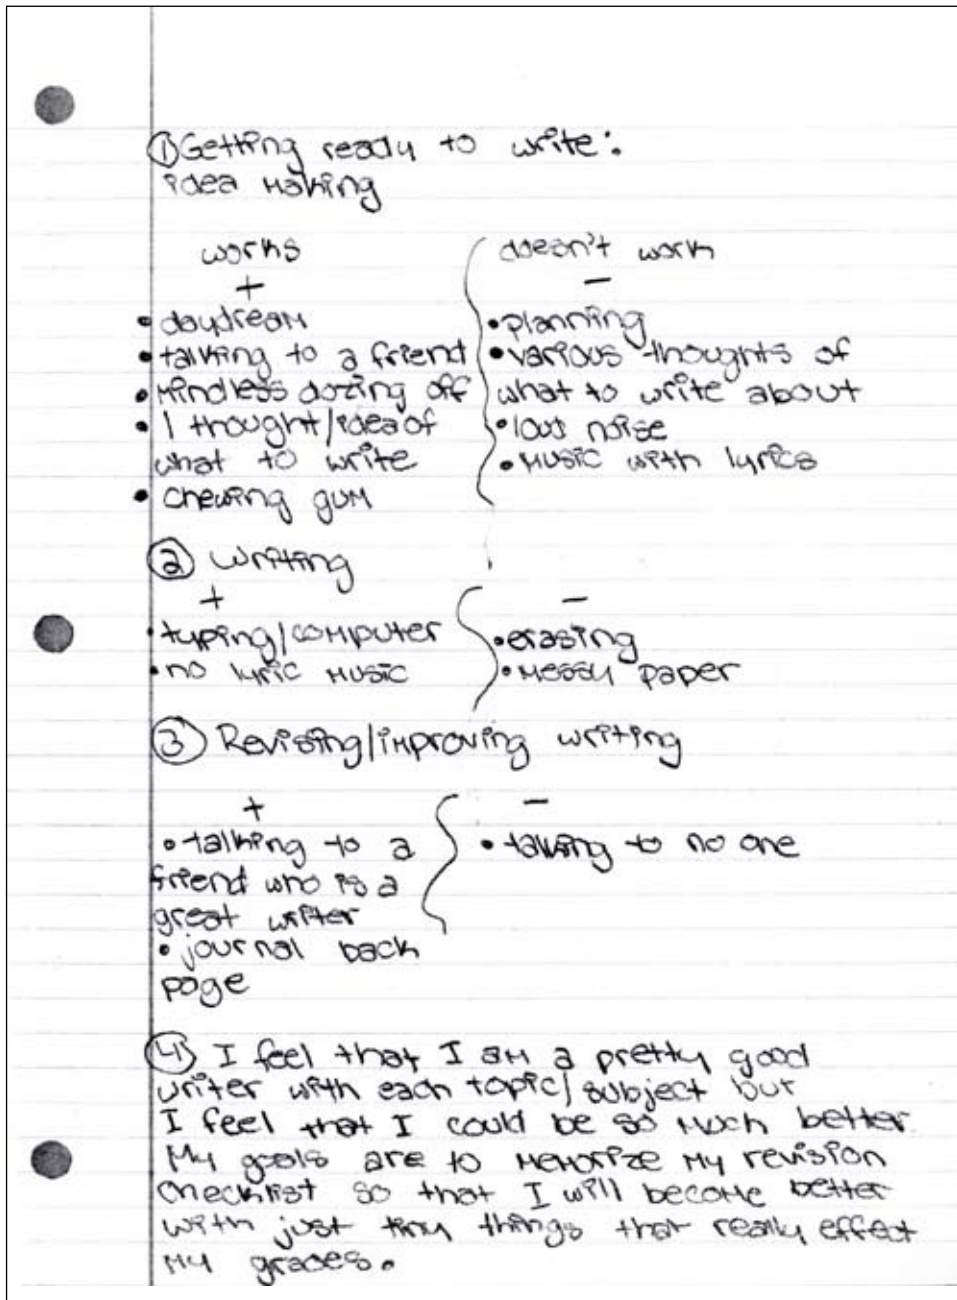 ① Getting ready to write:
idea making
works
+
• daydream
• talking to a friend
• mindless dozing off
• 1 thought/idea of
what to write
• chewing gum
doesn't work
−
• planning
• various thoughts of
what to write about
• loud noise
• music with lyrics
② Writing
+
• typing/computer
• no lyric music
−
• erasing
• messy paper
③ Revising/improving writing
+
• talking to a
friend who is a
great writer
• journal back
page
−
• talking to no one
④ I feel that I am a pretty good
writer with each topic/subject but
I feel that I could be so much better.
My goals are to memorize my revision
checklist so that I will become better
with just tiny things that really effect
my grades.